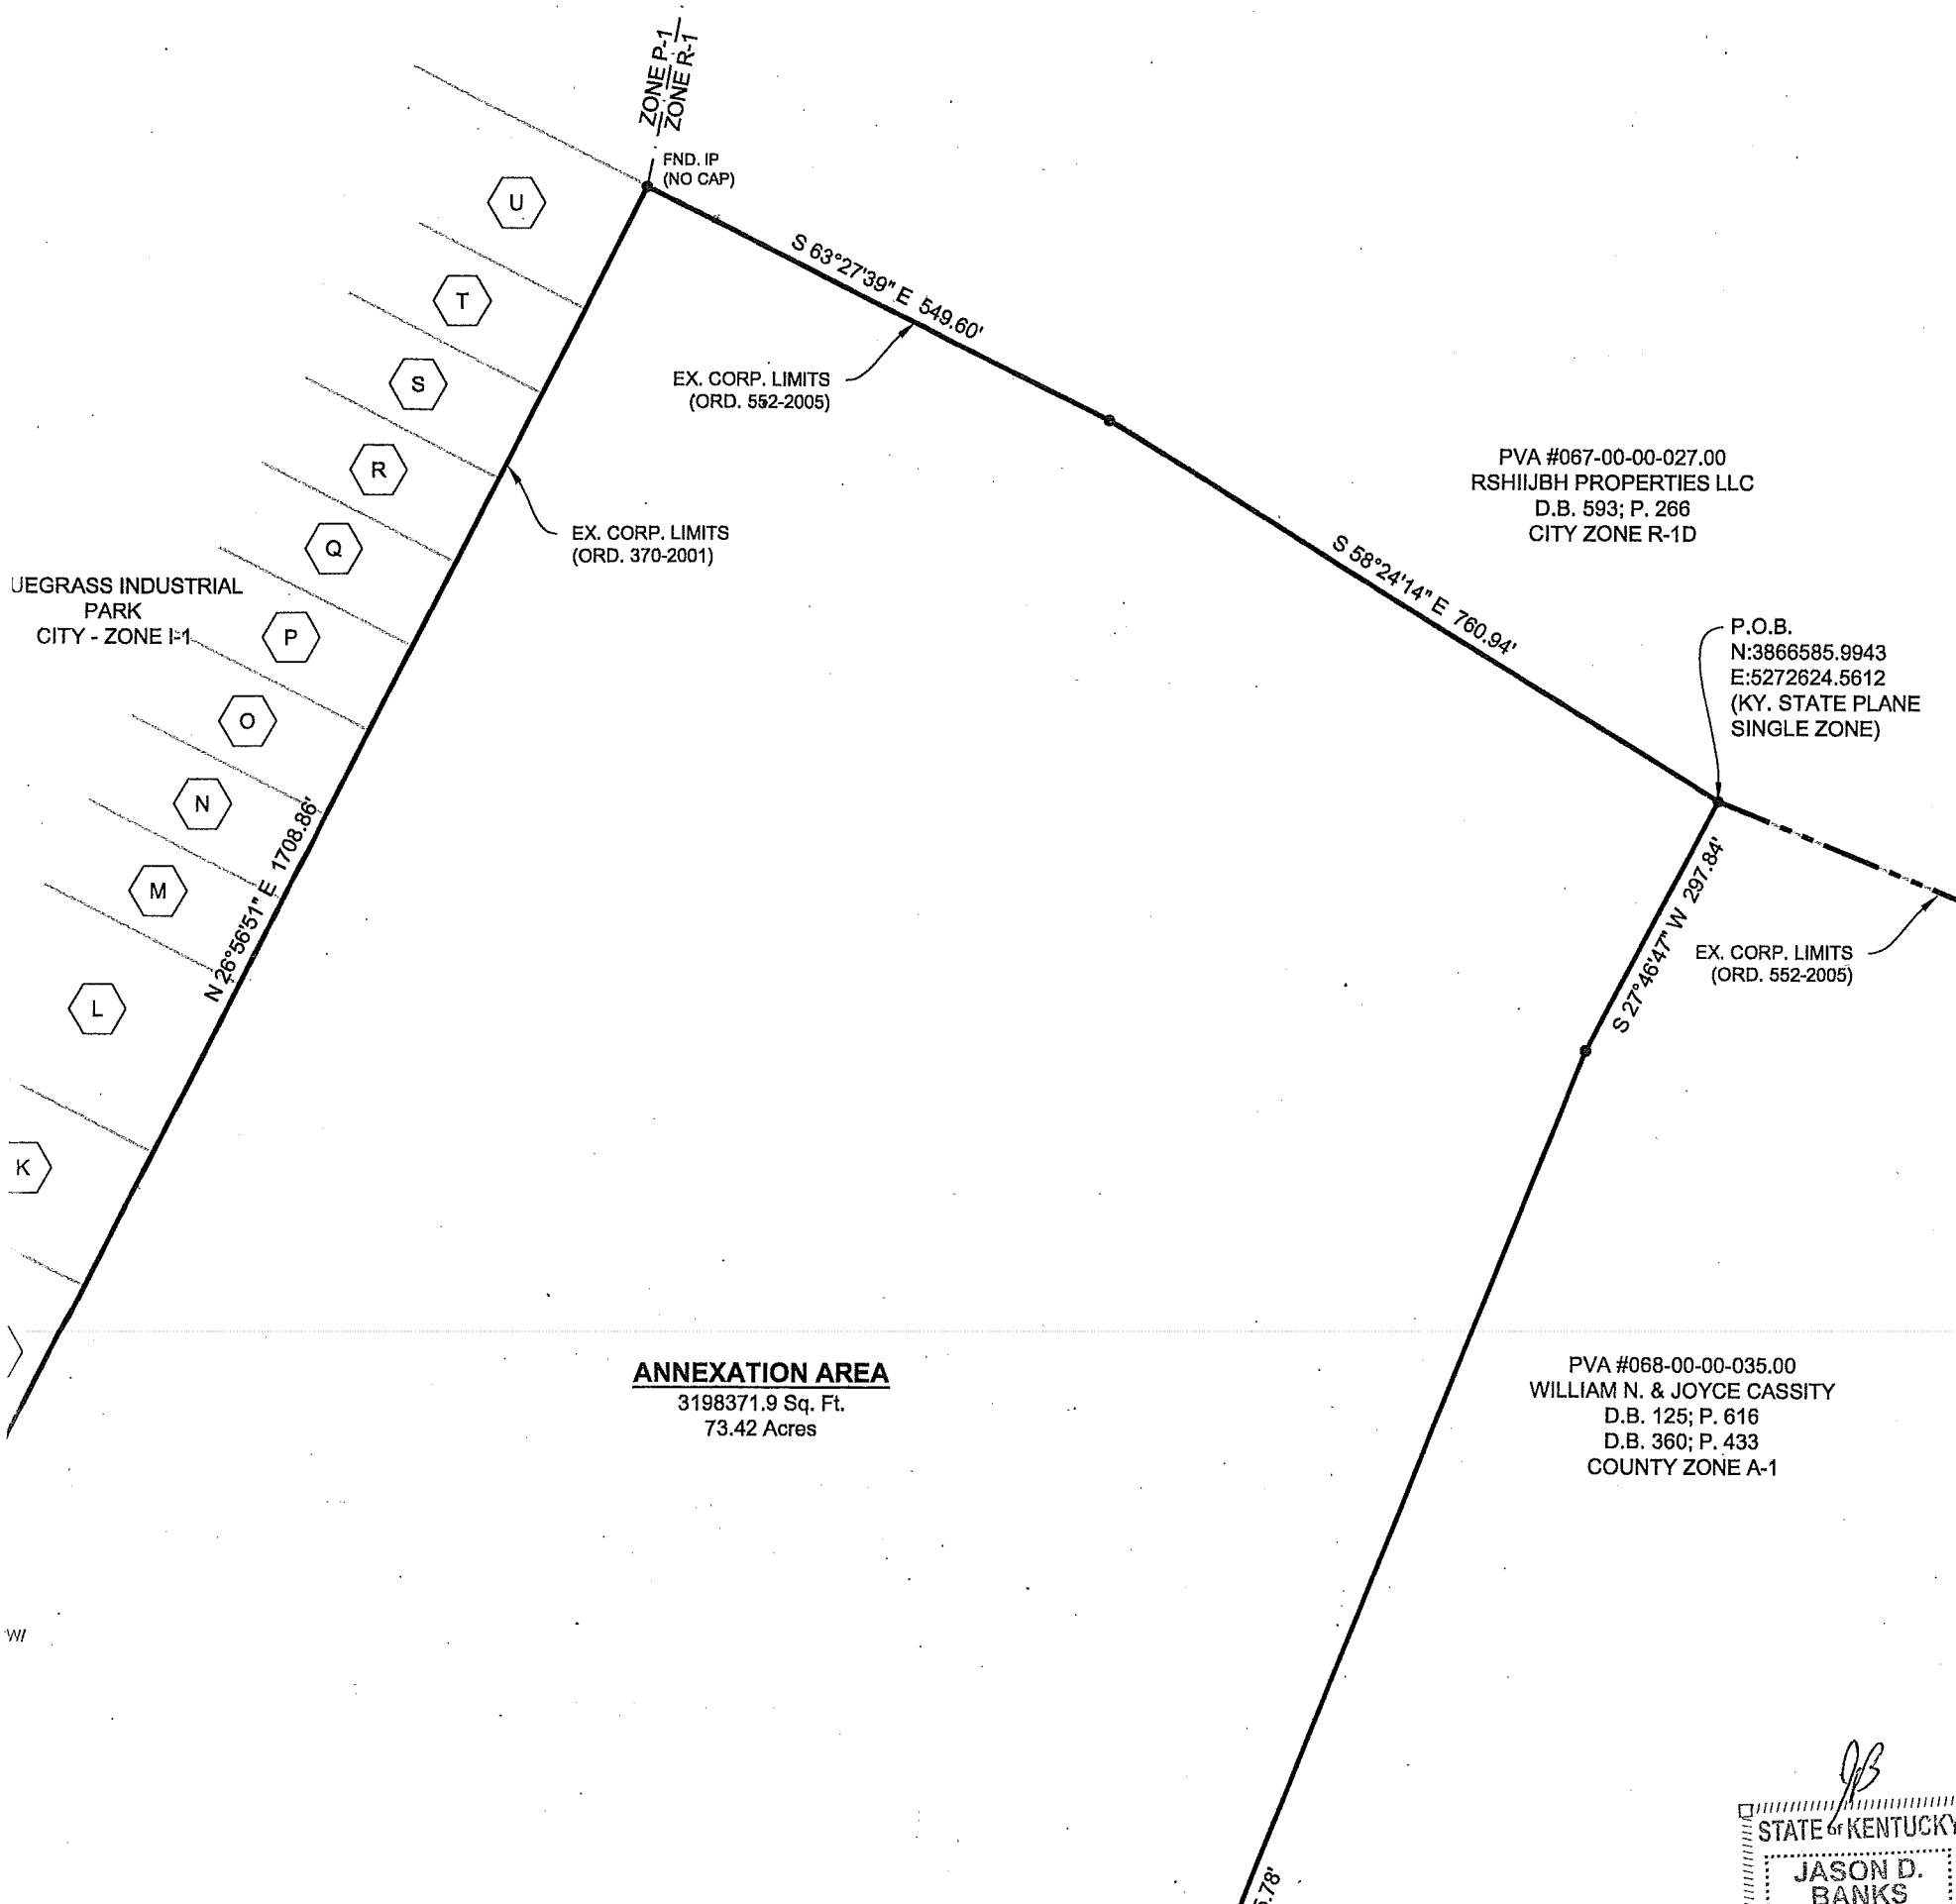 ZONE P-1
ZONE R-1
FND. IP
(NO CAP)
U
T
S
R
Q
P
O
N
M
L
K
S 63°27'39" E 549.60'
EX. CORP. LIMITS
(ORD. 552-2005)
EX. CORP. LIMITS
(ORD. 370-2001)
UEGRASS INDUSTRIAL
PARK
CITY - ZONE I-1
N 26°56'51" E 1708.86'
PVA #067-00-00-027.00
RSHIIJBH PROPERTIES LLC
D.B. 593; P. 266
CITY ZONE R-1D
S 58°24'14" E 760.94'
P.O.B.
N:3866585.9943
E:5272624.5612
(KY. STATE PLANE
SINGLE ZONE)
S 27°46'47" W 297.84'
EX. CORP. LIMITS
(ORD. 552-2005)
ANNEXATION AREA
3198371.9 Sq. Ft.
73.42 Acres
PVA #068-00-00-035.00
WILLIAM N. & JOYCE CASSITY
D.B. 125; P. 616
D.B. 360; P. 433
COUNTY ZONE A-1
W/
5.78'
JB
STATE of KENTUCKY
JASON D.
BANKS